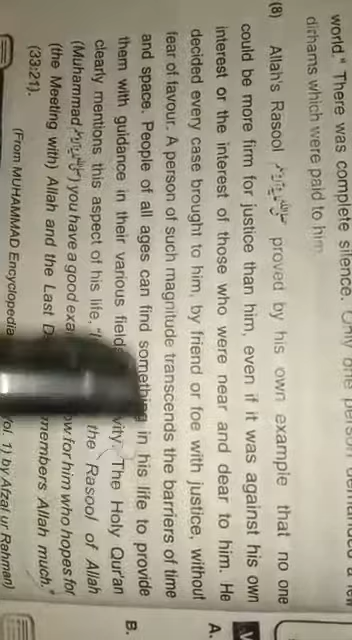 world." There was complete silence. Only one person demanded a few
dirhams which were paid to him.
(8) Allah's Rasool ﷺ proved by his own example that no one
could be more firm for justice than him, even if it was against his own
interest or the interest of those who were near and dear to him. He
decided every case brought to him, by friend or foe with justice, without
fear of favour. A person of such magnitude transcends the barriers of time
and space. People of all ages can find something in his life to provide
them with guidance in their various fields vity. The Holy Qur'an
clearly mentions this aspect of his life, the Rasool of Allah
(Muhammad ﷺ) you have a good exa ow for him who hopes for
(the Meeting with) Allah and the Last members Allah much."
(33:21).
(From MUHAMMAD Encyclopedia ol. 1) by Afzal ur Rahman)
A.
B.